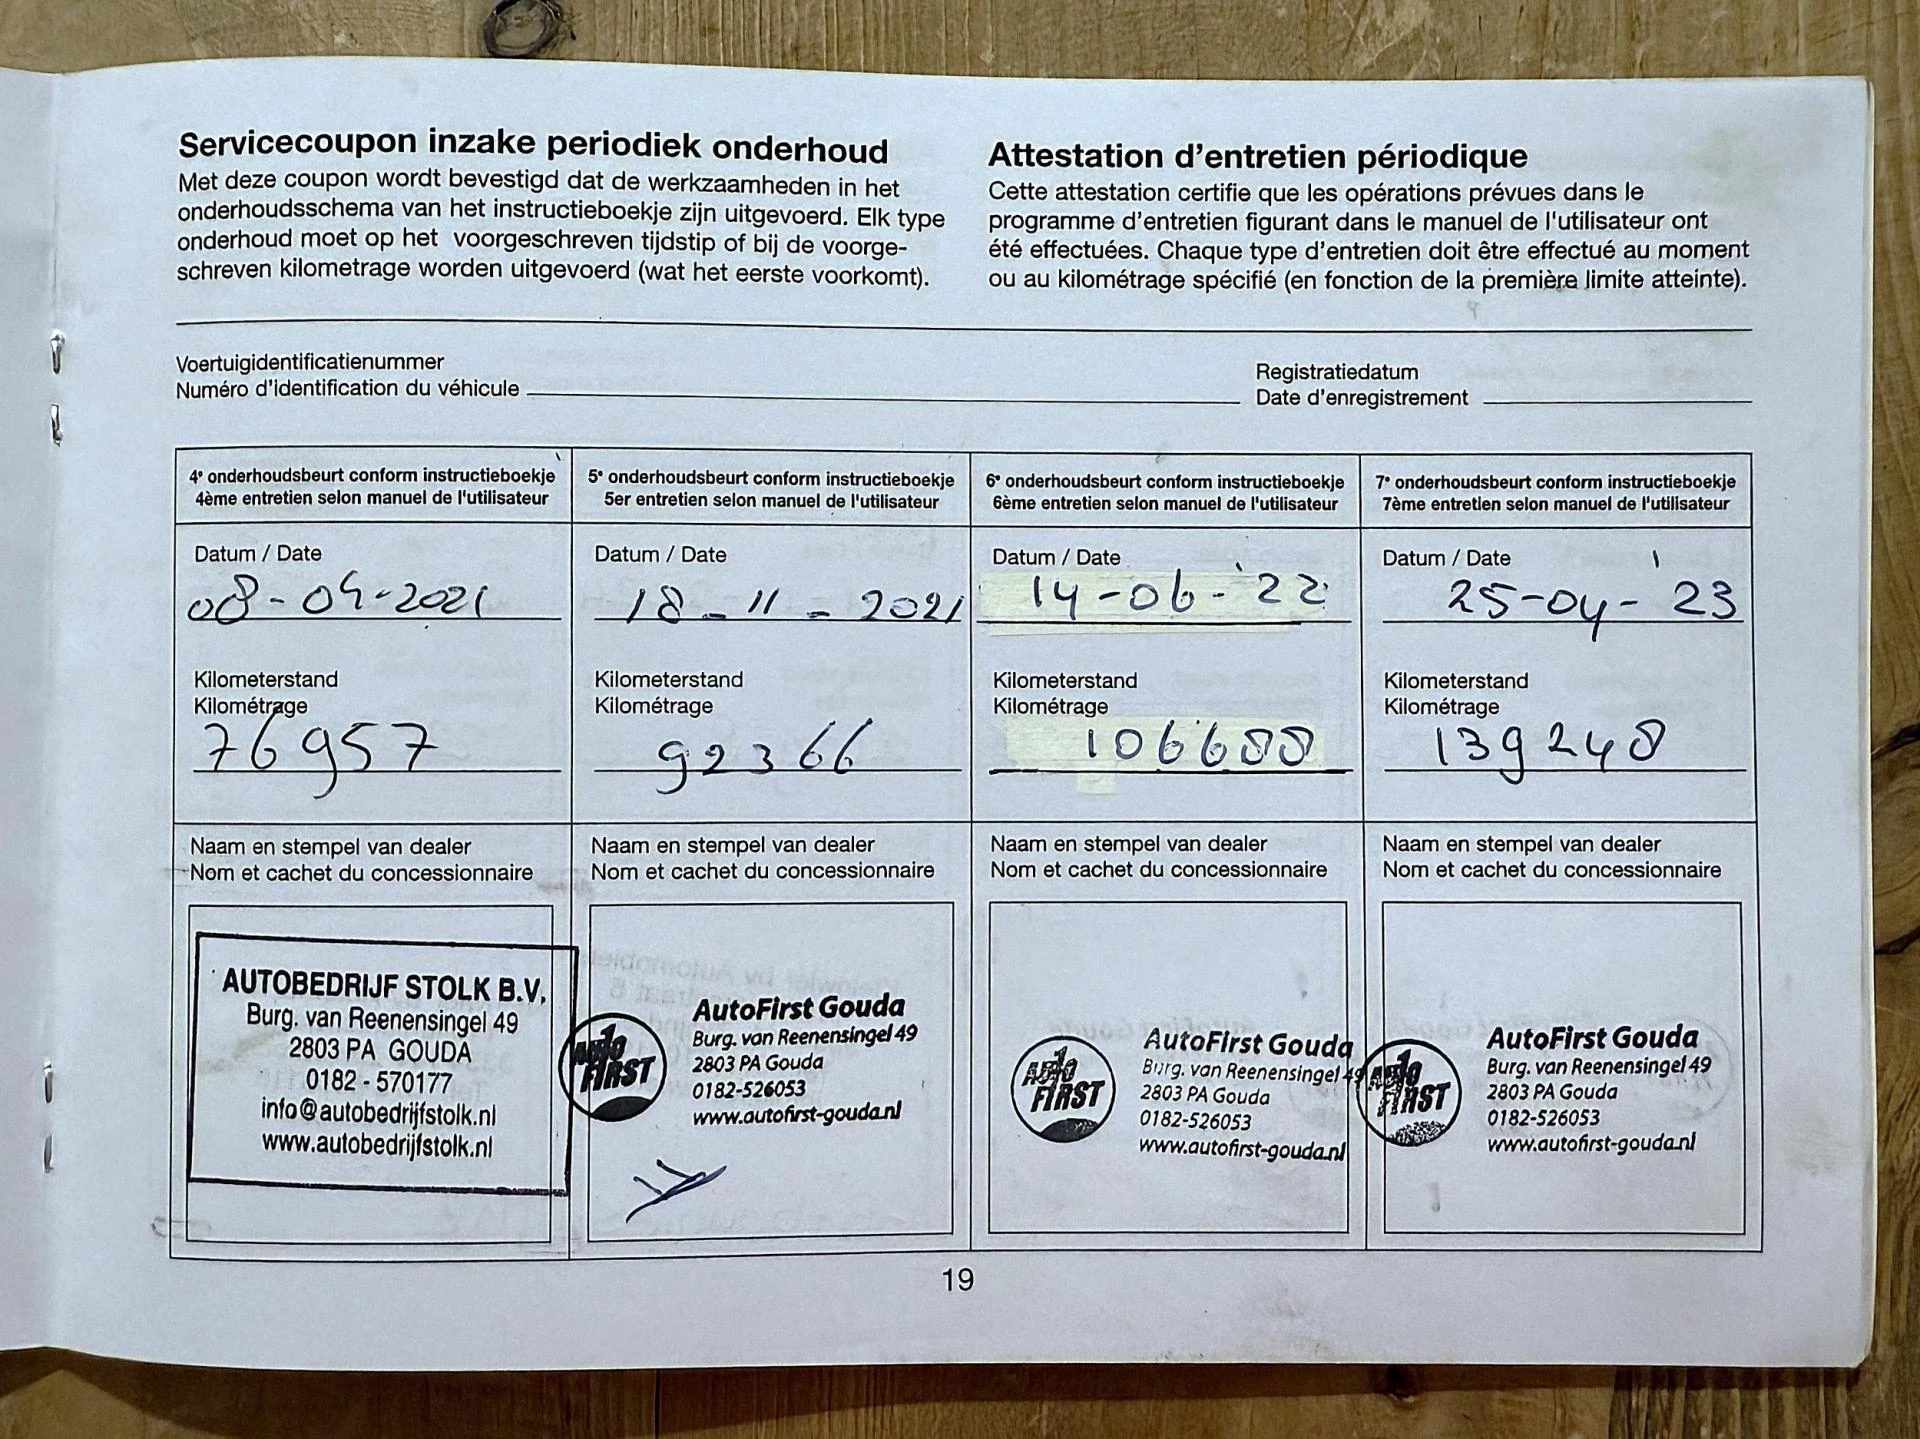 Servicecoupon inzake periodiek onderhoud
Met deze coupon wordt bevestigd dat de werkzaamheden in het
onderhoudsschema van het instructieboekje zijn uitgevoerd. Elk type
onderhoud moet op het voorgeschreven tijdstip of bij de voorge-
schreven kilometrage worden uitgevoerd (wat het eerste voorkomt).
Attestation d'entretien périodique
Cette attestation certifie que les opérations prévues dans le
programme d'entretien figurant dans le manuel de l'utilisateur ont
été effectuées. Chaque type d'entretien doit être effectué au moment
ou au kilométrage spécifié (en fonction de la première limite atteinte).
Voertuigidentificatienummer
Numéro d'identification du véhicule
Registratiedatum
Date d'enregistrement
4e onderhoudsbeurt conform instructieboekje
4ème entretien selon manuel de l'utilisateur
Datum / Date
08-04-2021
Kilometerstand
Kilométrage
76957
Naam en stempel van dealer
Nom et cachet du concessionnaire
AUTOBEDRIJF STOLK B.V.
Burg. van Reenensingel 49
2803 PA GOUDA
0182 - 570177
info@autobedrijfstolk.nl
www.autobedrijfstolk.nl
5e onderhoudsbeurt conform instructieboekje
5er entretien selon manuel de l'utilisateur
Datum / Date
18-11-2021
Kilometerstand
Kilométrage
92366
Naam en stempel van dealer
Nom et cachet du concessionnaire
AUTO FIRST
AutoFirst Gouda
Burg. van Reenensingel 49
2803 PA Gouda
0182-526053
www.autofirst-gouda.nl
6e onderhoudsbeurt conform instructieboekje
6ème entretien selon manuel de l'utilisateur
Datum / Date
14-06-'22
Kilometerstand
Kilométrage
106688
Naam en stempel van dealer
Nom et cachet du concessionnaire
AUTO FIRST
AutoFirst Gouda
Burg. van Reenensingel 49
2803 PA Gouda
0182-526053
www.autofirst-gouda.nl
7e onderhoudsbeurt conform instructieboekje
7ème entretien selon manuel de l'utilisateur
Datum / Date
25-04-'23
Kilometerstand
Kilométrage
139248
Naam en stempel van dealer
Nom et cachet du concessionnaire
AUTO FIRST
AutoFirst Gouda
Burg. van Reenensingel 49
2803 PA Gouda
0182-526053
www.autofirst-gouda.nl
19